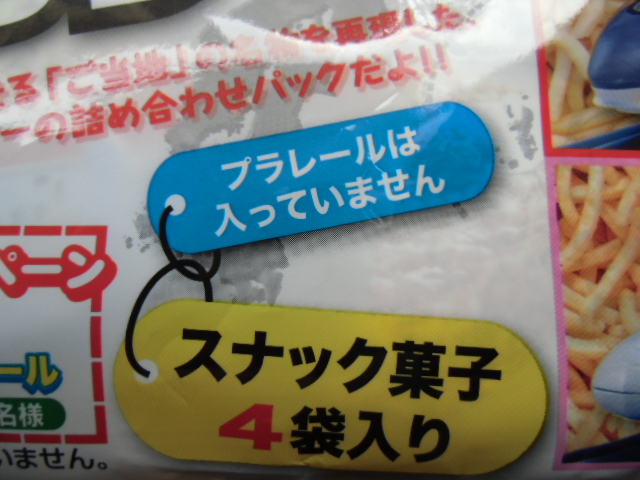 る「ご当地」の名物を再現した、
ーの詰め合わせパックだよ!!
プラレールは
入っていません
ペーン
スナック菓子
4袋入り
ール
名様
いません。